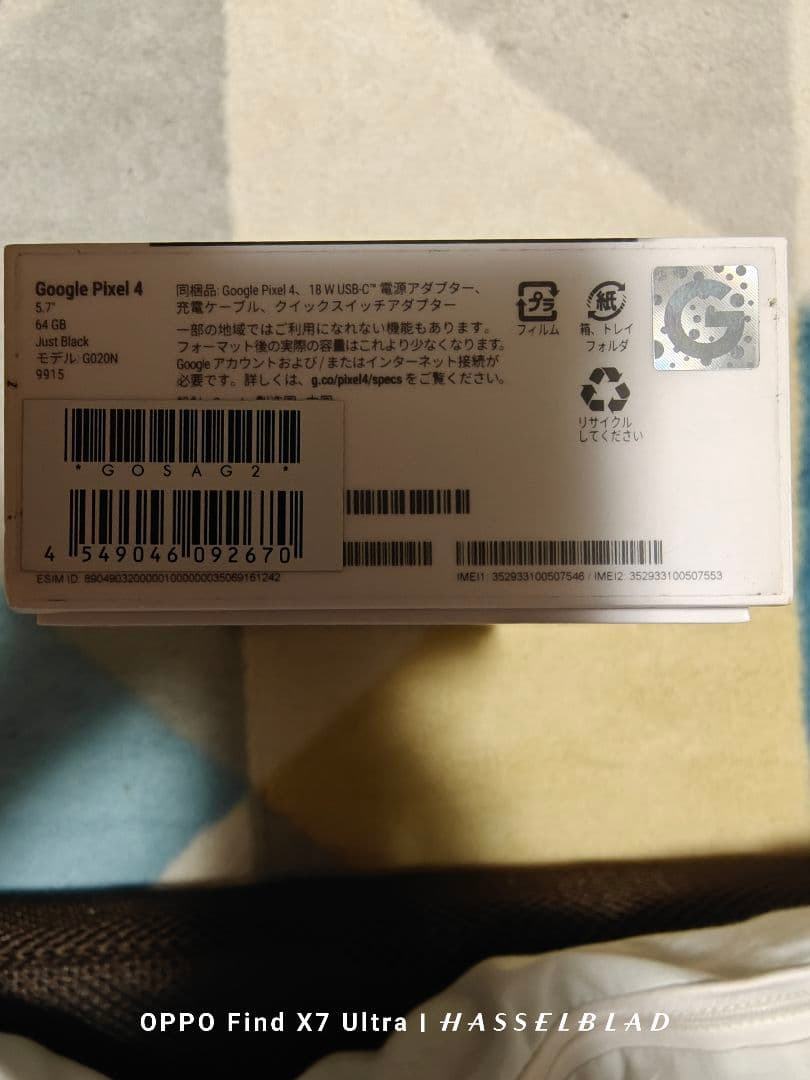 Google Pixel 4
5.7"
64 GB
Just Black
モデル: G020N
9915
同梱品: Google Pixel 4、18 W USB-C™ 電源アダプター、
充電ケーブル、クイックスイッチアダプター
一部の地域ではご利用になれない機能もあります。
フォーマット後の実際の容量はこれより少なくなります。
Google アカウントおよび / またはインターネット接続が
必要です。詳しくは、g.co/pixel4/specs をご覧ください。
プラ
フィルム
紙
箱、トレイ
フォルダ
リサイクル
してください
G
* G O S A G 2 *
4 549046 092670
ESIM ID: 89049032000001000000035069161242
IMEI1: 352933100507546 / IMEI2: 352933100507553
OPPO Find X7 Ultra | HASSELBLAD